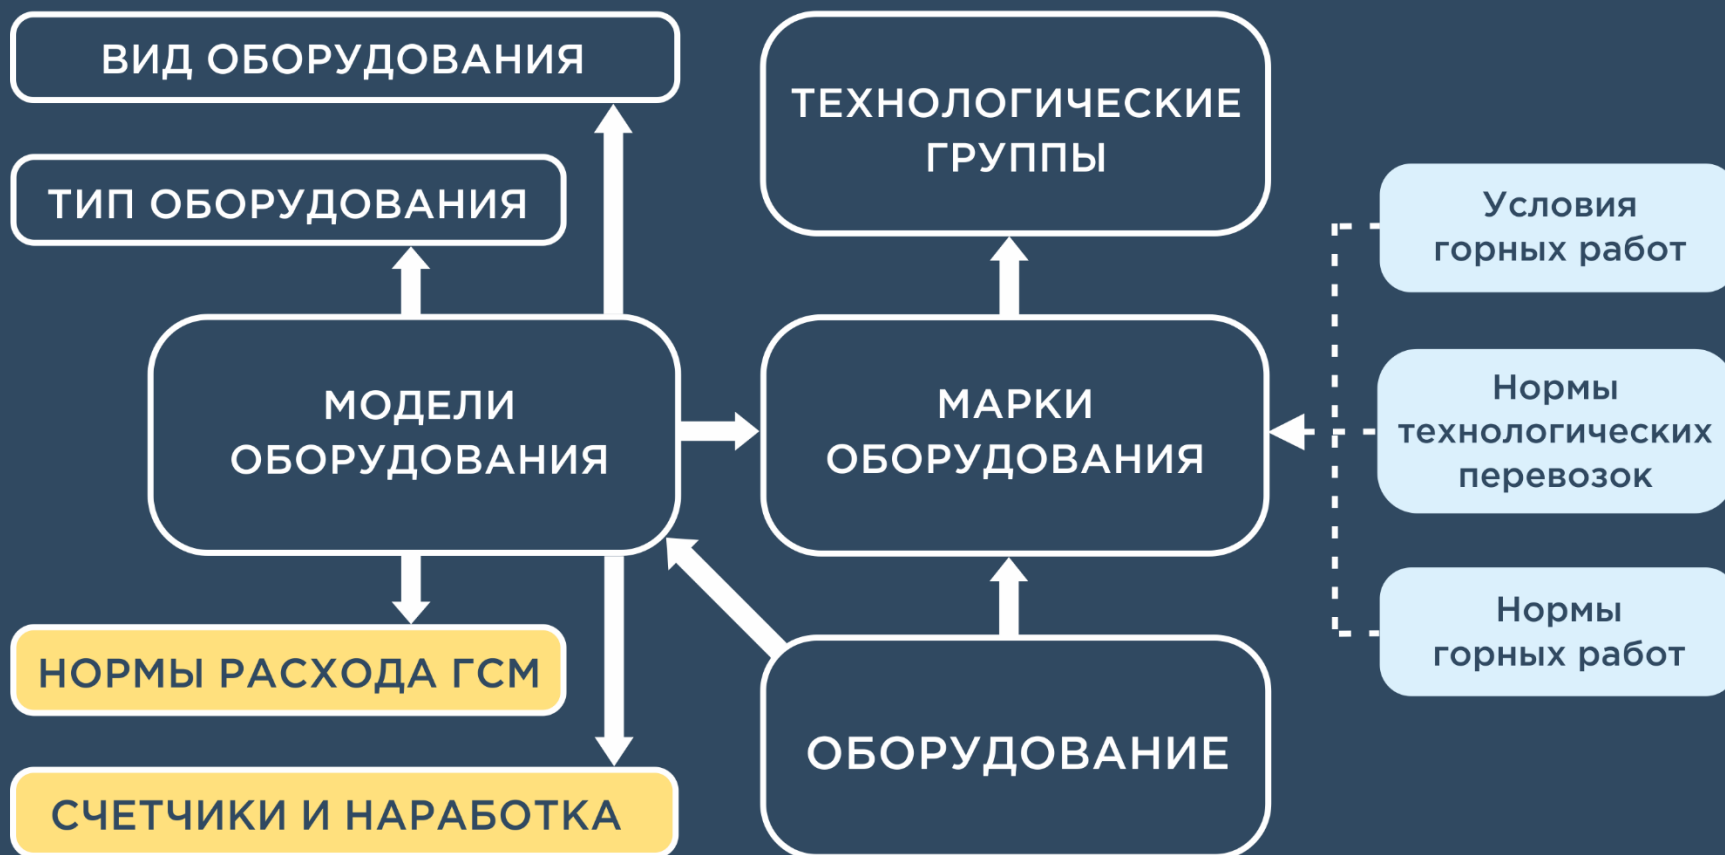 ВИД ОБОРУДОВАНИЯ
ТИП ОБОРУДОВАНИЯ
ТЕХНОЛОГИЧЕСКИЕ
ГРУППЫ
МОДЕЛИ
ОБОРУДОВАНИЯ
МАРКИ
ОБОРУДОВАНИЯ
Условия
горных работ
Нормы
технологических
перевозок
Нормы
горных работ
НОРМЫ РАСХОДА ГСМ
СЧЕТЧИКИ И НАРАБОТКА
ОБОРУДОВАНИЕ